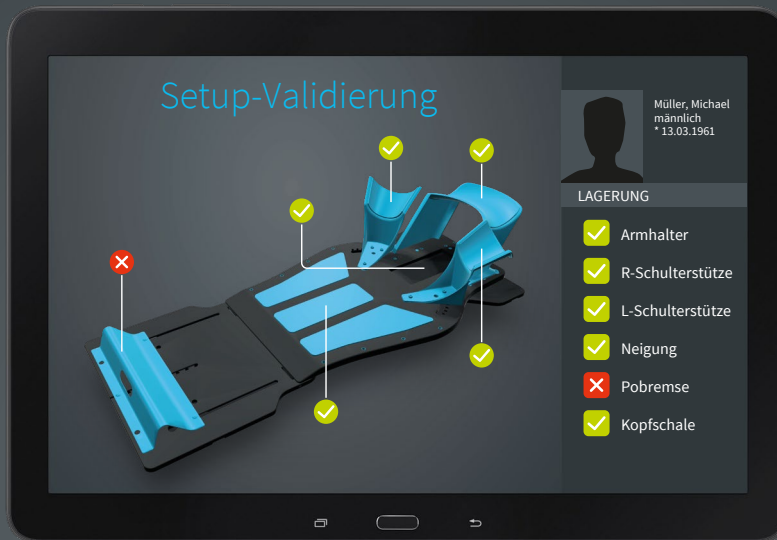 Setup-Validierung
Müller, Michael
männlich
* 13.03.1961
LAGERUNG
Armhalter
R-Schulterstütze
L-Schulterstütze
Neigung
Pobremse
Kopfschale